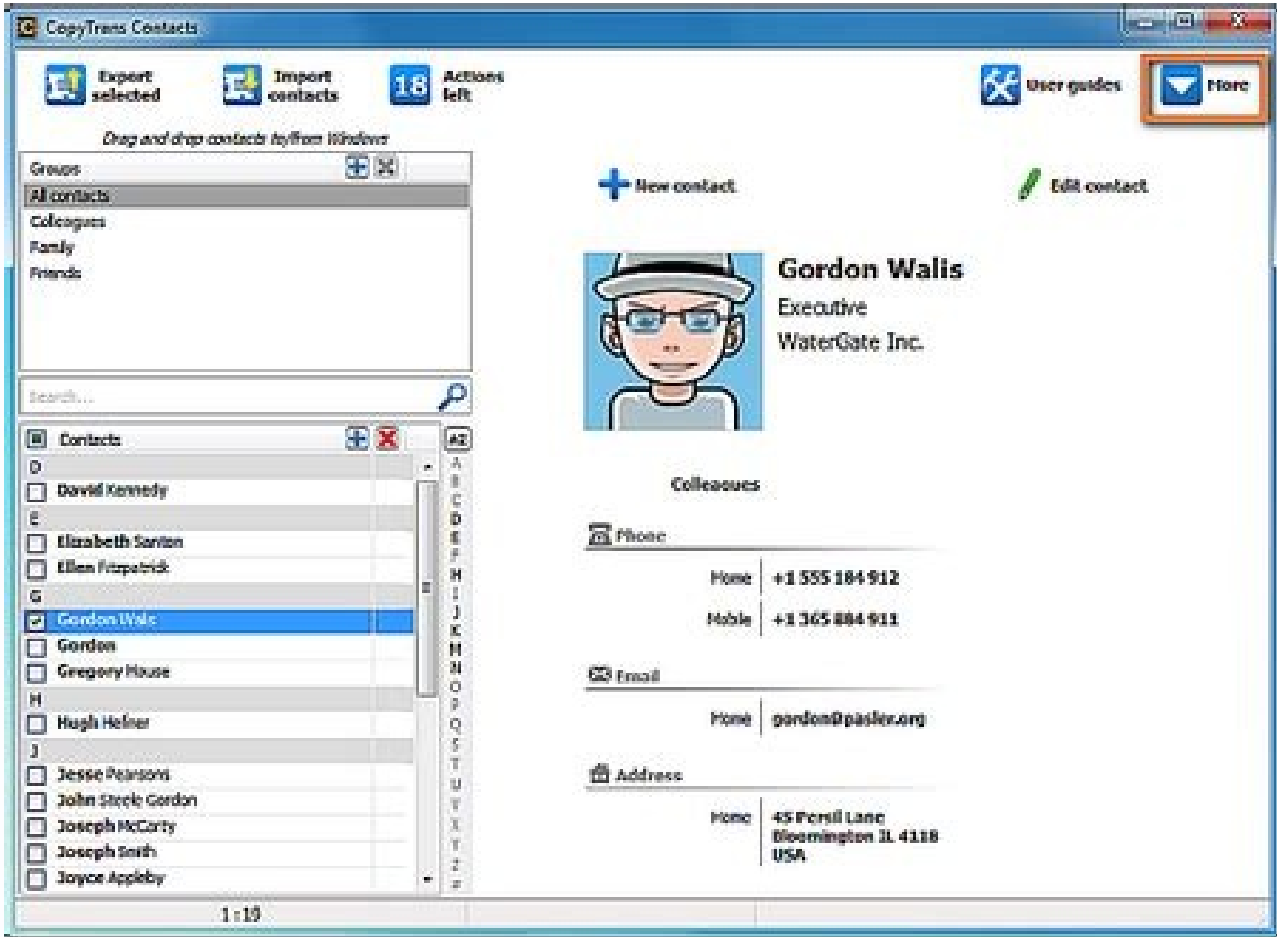 CopyTrans Contacts
Export selected
Import contacts
18 Actions left
User guides
More
Drag and drop contacts to/from Windows
Groups
All contacts
Colleagues
Family
Friends
New contact
Edit contact
Gordon Walis
Executive
WaterGate Inc.
Search...
Contacts
AZ
D
David Kennedy
E
Elizabeth Santon
Ellen Fitzpatrick
G
Gordon Walis
Gordon
Gregory House
H
Hugh Hefner
J
Jesse Pearsons
John Steele Gordon
Joseph McCarty
Joseph Smith
Joyce Appleby
A
B
C
D
E
F
H
I
J
K
M
N
O
P
Q
S
T
U
Z
#
Colleagues
Phone
Home +1 555 184 912
Mobile +1 365 884 911
Email
Home gordon@pasler.org
Address
Home 45 Persil Lane
Bloomington IL 4118
USA
1 : 19